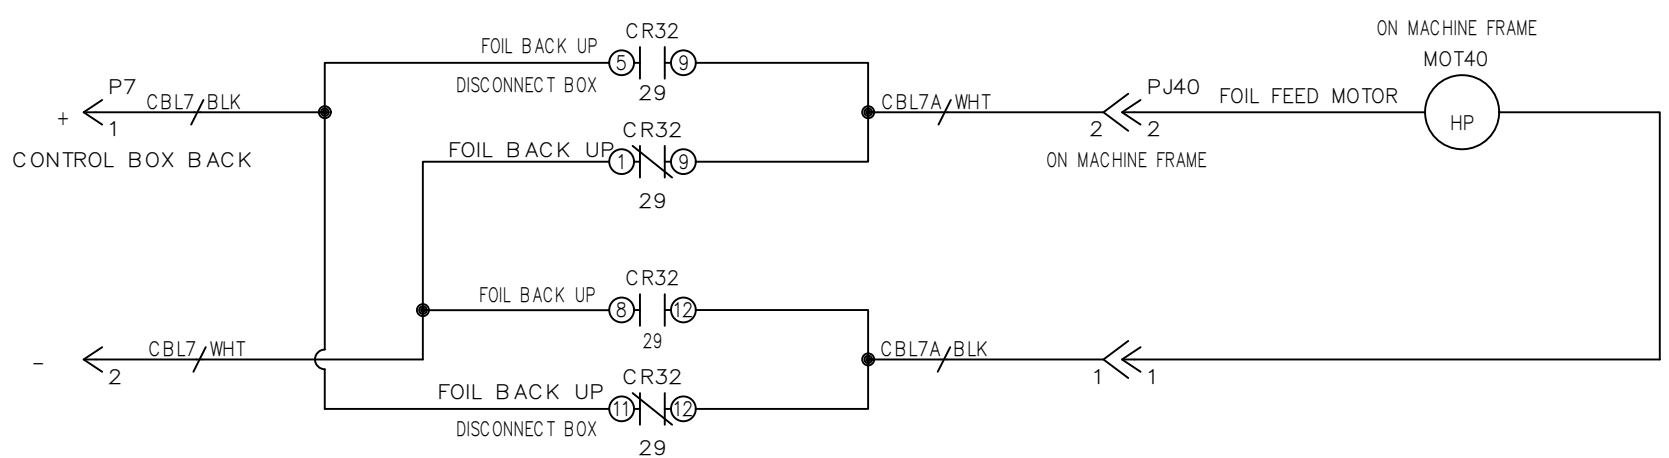 ON MACHINE FRAME
MOT40
HP
FOIL BACK UP
CR32
5
9
29
DISCONNECT BOX
P7
+
1
CBL7 BLK
CONTROL BOX BACK
CBL7A WHT
PJ40
2
2
FOIL FEED MOTOR
ON MACHINE FRAME
CR32
FOIL BACK UP
1
9
29
CR32
FOIL BACK UP
8
12
29
-
2
CBL7 WHT
CBL7A BLK
1
1
CR32
FOIL BACK UP
11
12
DISCONNECT BOX
29